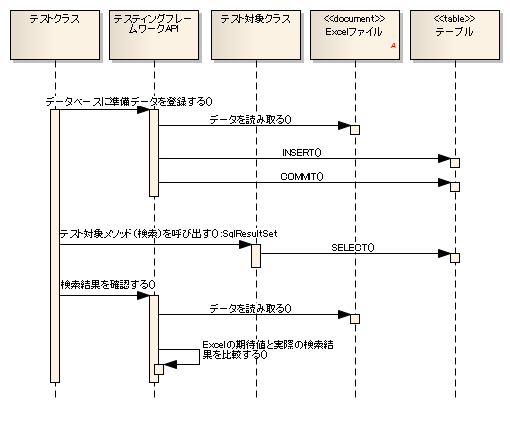 テストクラス
テスティングフレー
ムワークAPI
テスト対象クラス
<<document>>
Excelファイル
A
<<table>>
テーブル
データベースに準備データを登録する()
データを読み取る()
INSERT()
COMMIT()
テスト対象メソッド(検索)を呼び出す() :SqlResultSet
SELECT()
検索結果を確認する()
データを読み取る()
Excelの期待値と実際の検索結
果を比較する()